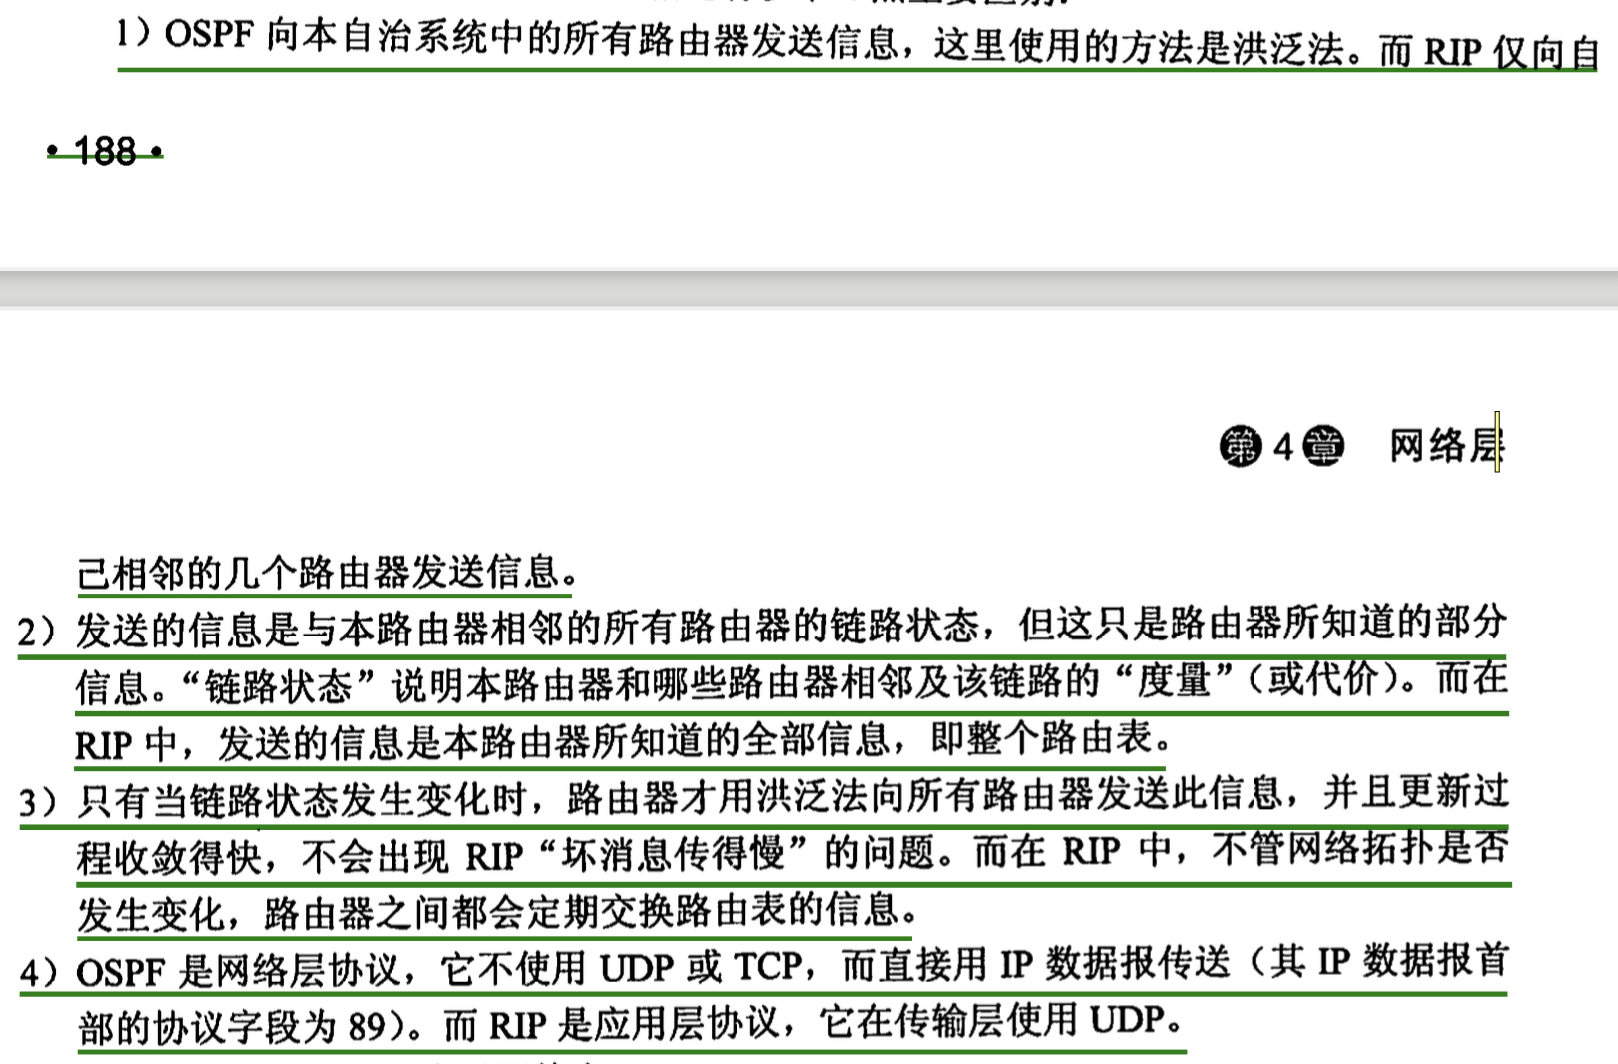 1）OSPF 向本自治系统中的所有路由器发送信息，这里使用的方法是洪泛法。而 RIP 仅向自
• 188 •
第 4 章 网络层
己相邻的几个路由器发送信息。
2）发送的信息是与本路由器相邻的所有路由器的链路状态，但这只是路由器所知道的部分
信息。“链路状态”说明本路由器和哪些路由器相邻及该链路的“度量”（或代价）。而在
RIP 中，发送的信息是本路由器所知道的全部信息，即整个路由表。
3）只有当链路状态发生变化时，路由器才用洪泛法向所有路由器发送此信息，并且更新过
程收敛得快，不会出现 RIP“坏消息传得慢”的问题。而在 RIP 中，不管网络拓扑是否
发生变化，路由器之间都会定期交换路由表的信息。
4）OSPF 是网络层协议，它不使用 UDP 或 TCP，而直接用 IP 数据报传送（其 IP 数据报首
部的协议字段为 89）。而 RIP 是应用层协议，它在传输层使用 UDP。